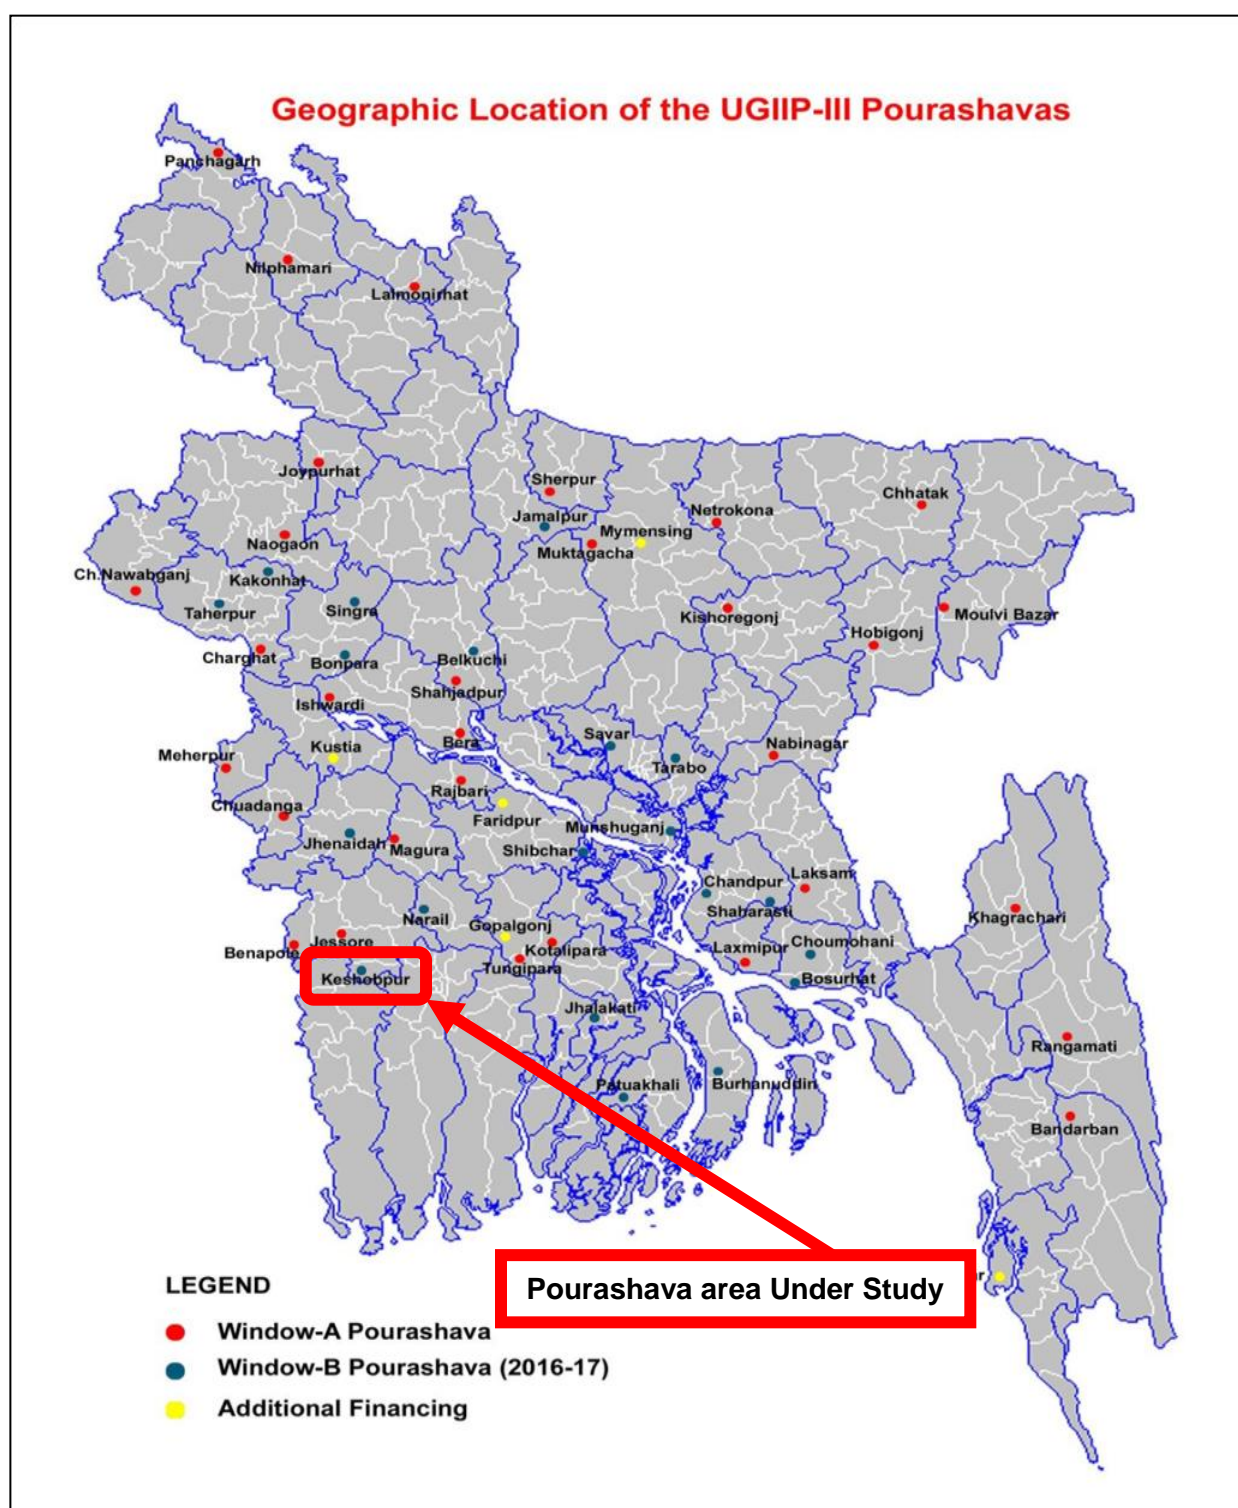 Geographic Location of the UGIIP-III Pourashavas
Panchagarh
Nilphamari
Lalmonirhat
Joypurhat
Sherpur
Chhatak
Jamalpur
Netrokona
Mymensing
Naogaon
Muktagacha
Ch.Nawabganj
Kakonhat
Taherpur
Singra
Kishoregonj
Moulvi Bazar
Hobigonj
Charghat
Bonpara
Belkuchi
Shahjadpur
Ishwardi
Savar
Bera
Kustia
Nabinagar
Meherpur
Tarabo
Rajbari
Chuadanga
Faridpur
Munshuganj
Jhenaidah
Magura
Shibchar
Laksam
Chandpur
Shaharasti
Khagrachari
Narail
Gopalgonj
Jessore
Kotalipara
Choumohani
Benapole
Laxmipur
Tungipara
Keshobpur
Bosurhat
Jhalakati
Rangamati
Patuakhali
Burhanuddin
Bandarban
Pourashava area Under Study
LEGEND
Window-A Pourashava
Window-B Pourashava (2016-17)
Additional Financing